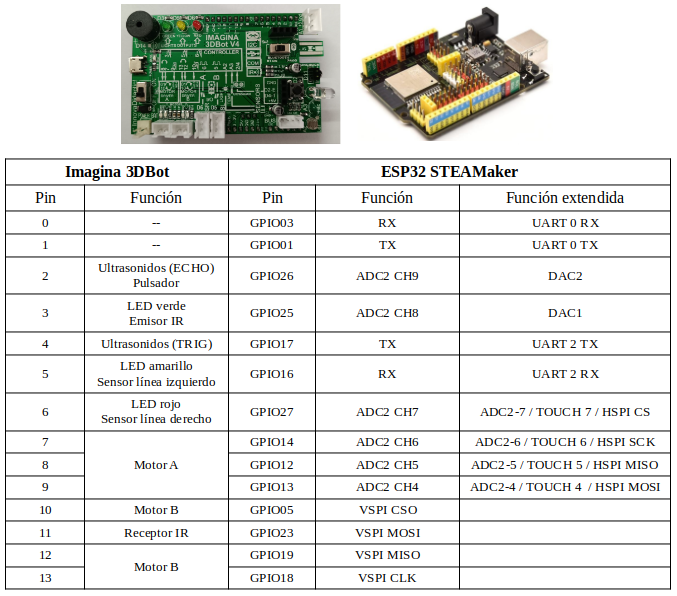 IMAGINA
3DBot V4
CONTROLLER
I2C
COM
Imagina 3DBot ESP32 STEAMaker
Pin Función Pin Función Función extendida
0 -- GPIO03 RX UART 0 RX
1 -- GPIO01 TX UART 0 TX
2 Ultrasonidos (ECHO) Pulsador GPIO26 ADC2 CH9 DAC2
3 LED verde Emisor IR GPIO25 ADC2 CH8 DAC1
4 Ultrasonidos (TRIG) GPIO17 TX UART 2 TX
5 LED amarillo Sensor línea izquierdo GPIO16 RX UART 2 RX
6 LED rojo Sensor línea derecho GPIO27 ADC2 CH7 ADC2-7 / TOUCH 7 / HSPI CS
7 Motor A GPIO14 ADC2 CH6 ADC2-6 / TOUCH 6 / HSPI SCK
8 GPIO12 ADC2 CH5 ADC2-5 / TOUCH 5 / HSPI MISO
9 GPIO13 ADC2 CH4 ADC2-4 / TOUCH 4 / HSPI MOSI
10 Motor B GPIO05 VSPI CSO
11 Receptor IR GPIO23 VSPI MOSI
12 Motor B GPIO19 VSPI MISO
13 GPIO18 VSPI CLK